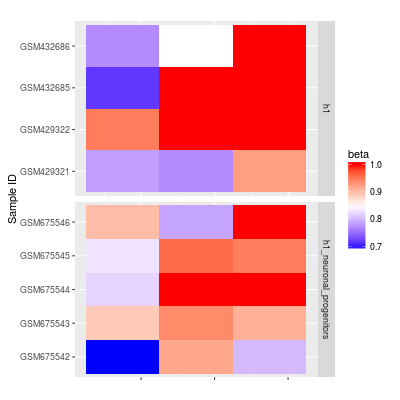 GSM432686
GSM432685
GSM429322
GSM429321
h1
GSM675546
GSM675545
GSM675544
GSM675543
GSM675542
h1_neuronal_progenitors
Sample ID
beta
1.0
0.9
0.8
0.7